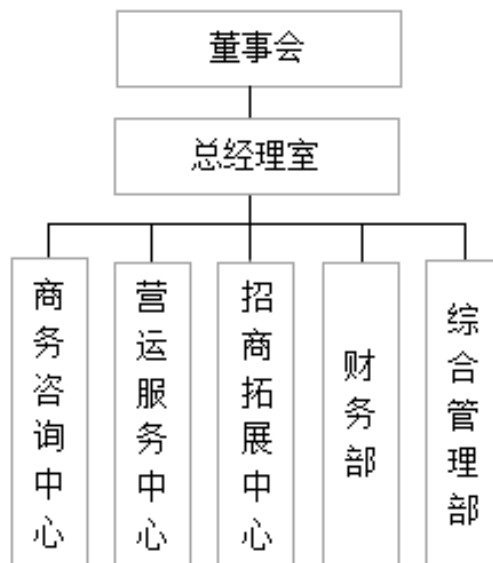 董事会
总经理室
商务咨询中心
营运服务中心
招商拓展中心
财务部
综合管理部